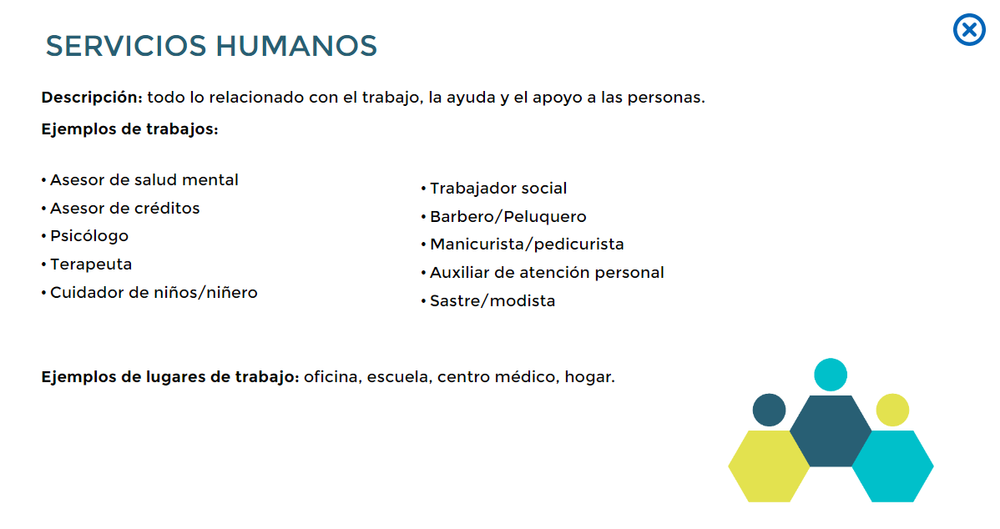 SERVICIOS HUMANOS
Descripción: todo lo relacionado con el trabajo, la ayuda y el apoyo a las personas.
Ejemplos de trabajos:
• Asesor de salud mental
• Asesor de créditos
• Psicólogo
• Terapeuta
• Cuidador de niños/niñero
• Trabajador social
• Barbero/Peluquero
• Manicurista/pedicurista
• Auxiliar de atención personal
• Sastre/modista
Ejemplos de lugares de trabajo: oficina, escuela, centro médico, hogar.